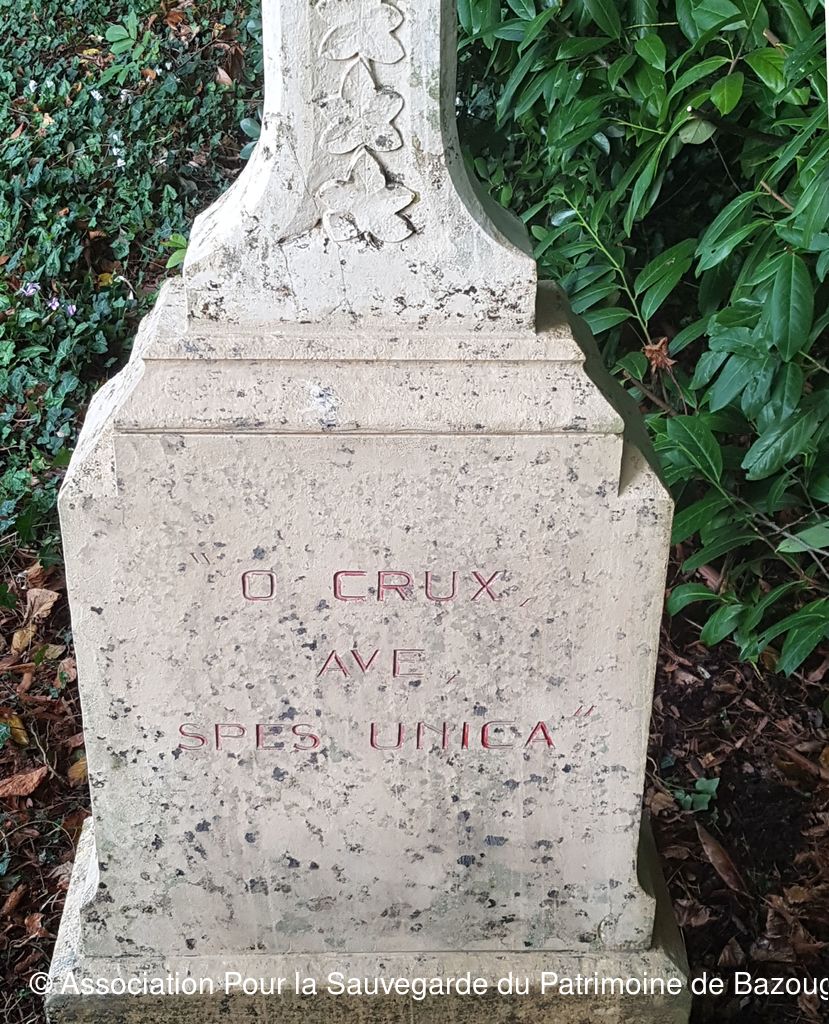 " O CRUX,
AVE,
SPES UNICA"
© Association Pour la Sauvegarde du Patrimoine de Bazoug